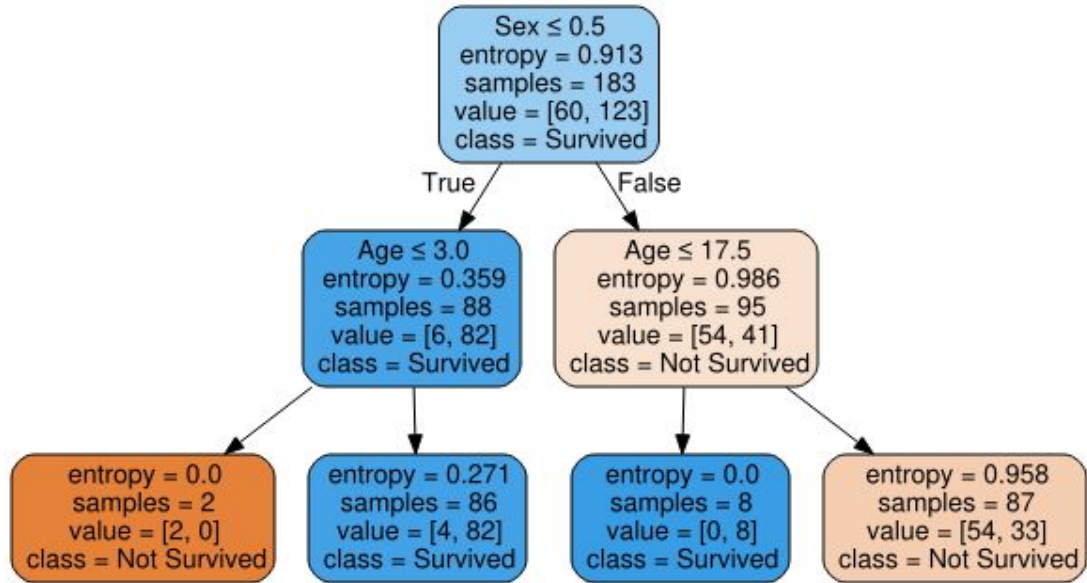 Sex ≤ 0.5
entropy = 0.913
samples = 183
value = [60, 123]
class = Survived
True
False
Age ≤ 3.0
entropy = 0.359
samples = 88
value = [6, 82]
class = Survived
Age ≤ 17.5
entropy = 0.986
samples = 95
value = [54, 41]
class = Not Survived
entropy = 0.0
samples = 2
value = [2, 0]
class = Not Survived
entropy = 0.271
samples = 86
value = [4, 82]
class = Survived
entropy = 0.0
samples = 8
value = [0, 8]
class = Survived
entropy = 0.958
samples = 87
value = [54, 33]
class = Not Survived